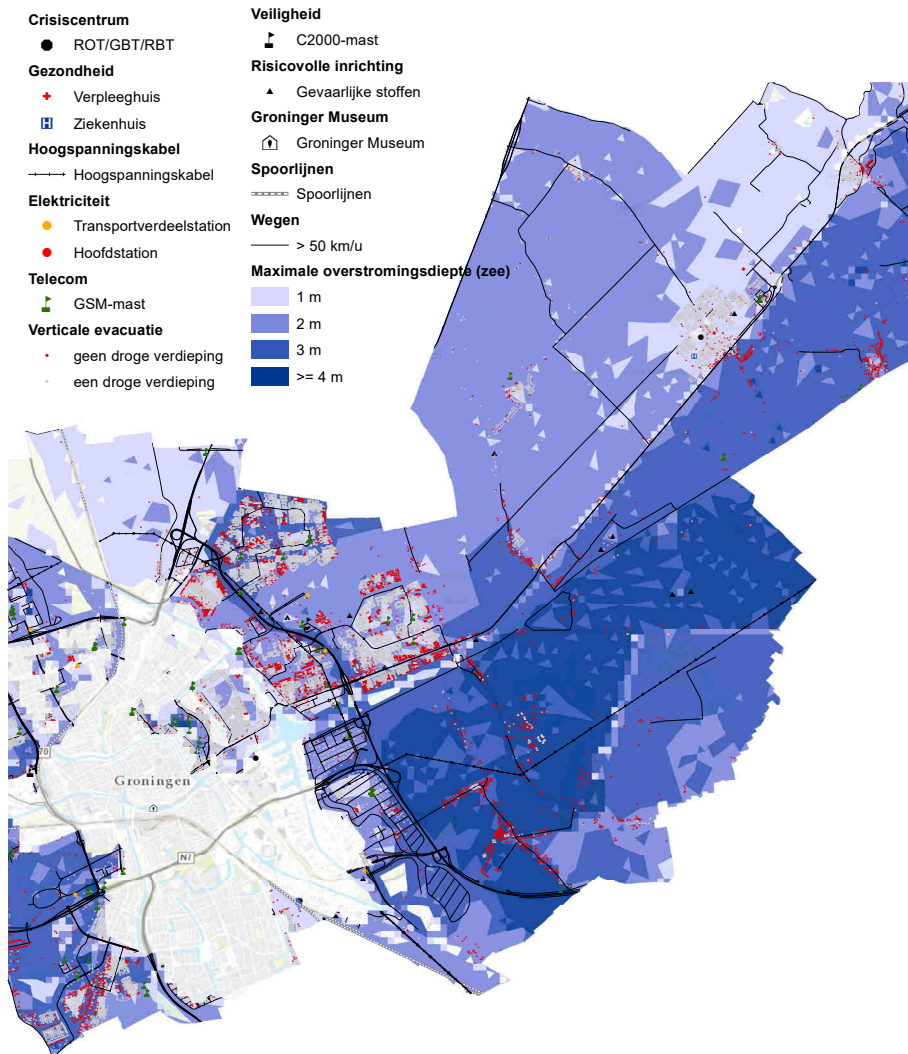 Crisiscentrum
ROT/GBT/RBT
Gezondheid
Verpleeghuis
H Ziekenhuis
Hoogspanningskabel
Hoogspanningskabel
Elektriciteit
Transportverdeelstation
Hoofdstation
Telecom
GSM-mast
Verticale evacuatie
geen droge verdieping
een droge verdieping
Veiligheid
C2000-mast
Risicovolle inrichting
Gevaarlijke stoffen
Groninger Museum
Groninger Museum
Spoorlijnen
Spoorlijnen
Wegen
> 50 km/u
Maximale overstromingsdiepte (zee)
1 m
2 m
3 m
>= 4 m
H
70
Groningen
N7